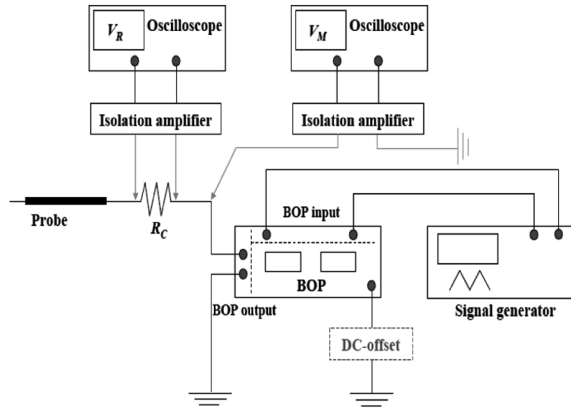 V_R Oscilloscope
V_M Oscilloscope
Isolation amplifier
Isolation amplifier
Probe
R_C
BOP input
BOP
BOP output
Signal generator
DC-offset